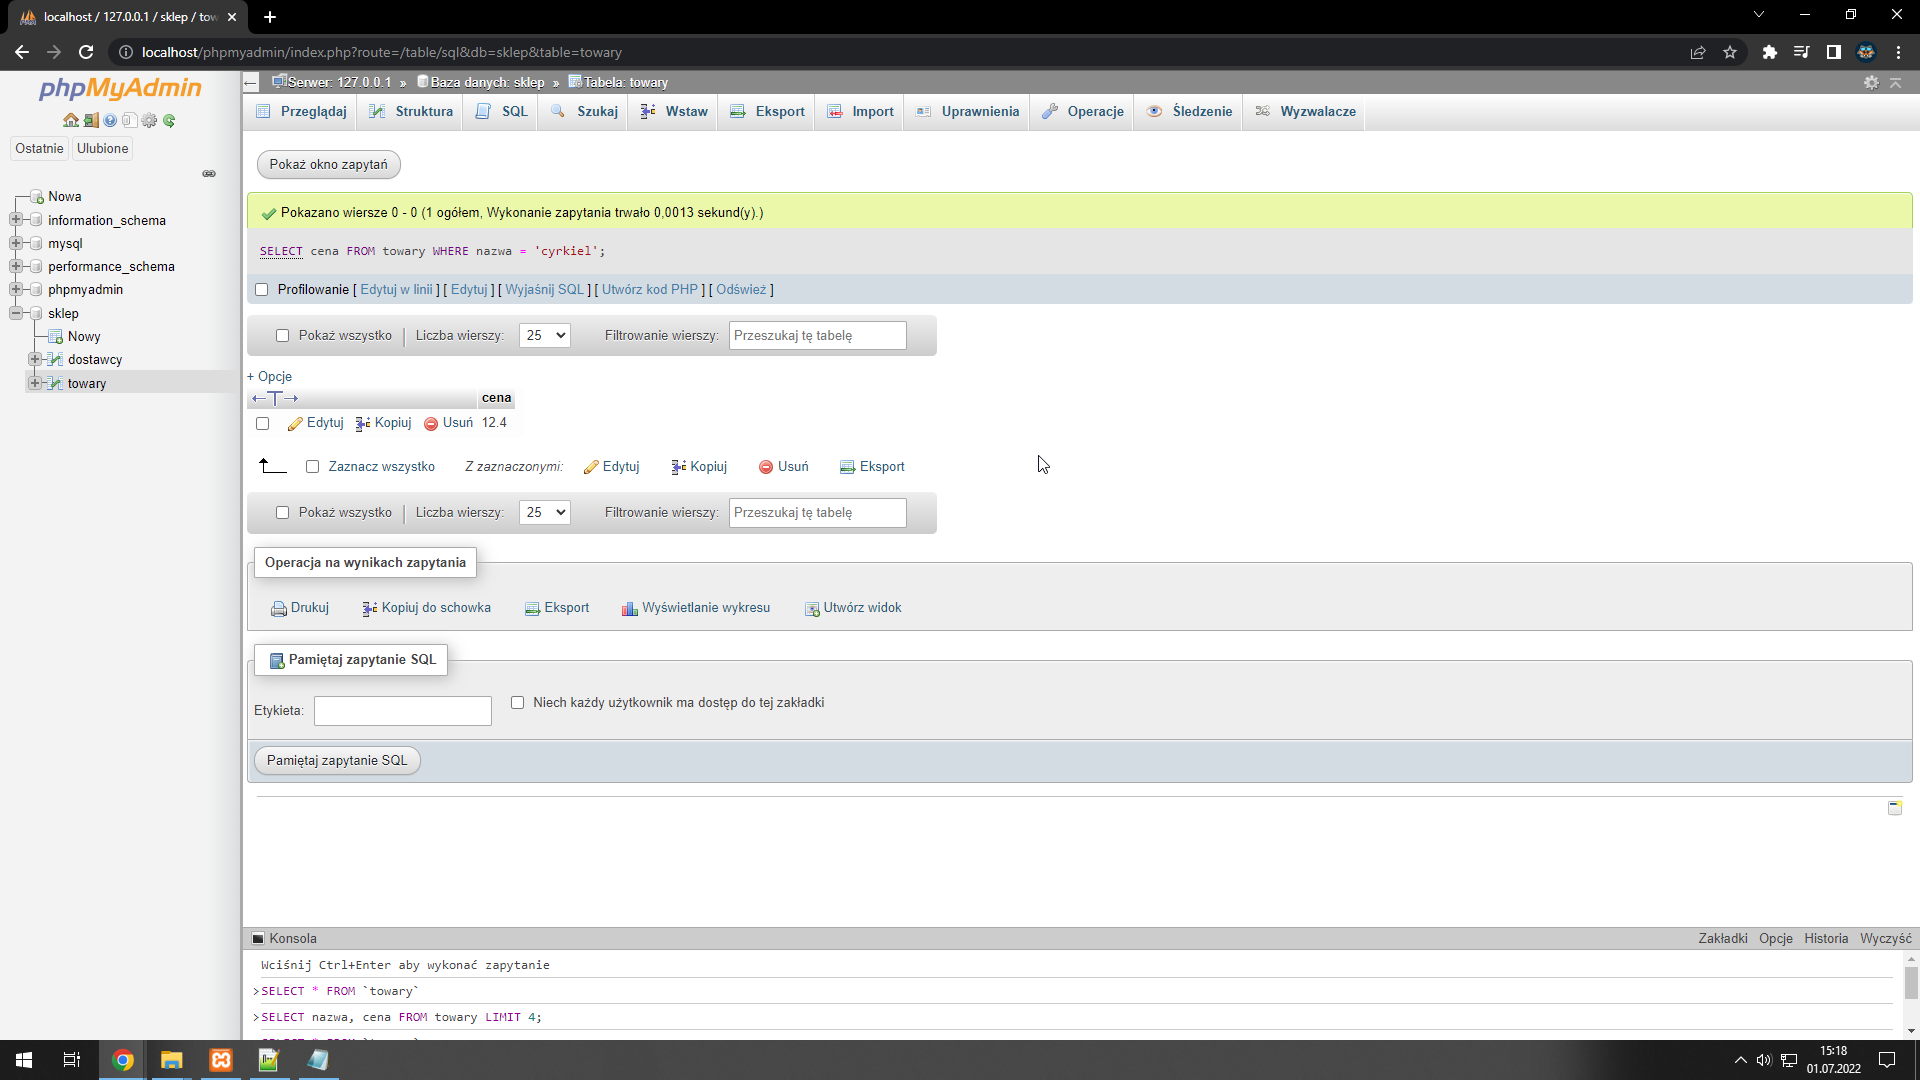 localhost / 127.0.0.1 / sklep / tow
localhost/phpmyadmin/index.php?route=/table/sql&db=sklep&table=towary
phpMyAdmin
Ostatnie Ulubione
Nowa
information_schema
mysql
performance_schema
phpmyadmin
sklep
Nowy
dostawcy
towary
Serwer: 127.0.0.1 » Baza danych: sklep » Tabela: towary
Przeglądaj Struktura SQL Szukaj Wstaw Eksport Import Uprawnienia Operacje Śledzenie Wyzwalacze
Pokaż okno zapytań
Pokazano wiersze 0 - 0 (1 ogółem, Wykonanie zapytania trwało 0,0013 sekund(y).)
SELECT cena FROM towary WHERE nazwa = 'cyrkiel';
Profilowanie [ Edytuj w linii ] [ Edytuj ] [ Wyjaśnij SQL ] [ Utwórz kod PHP ] [ Odśwież ]
Pokaż wszystko Liczba wierszy: 25 Filtrowanie wierszy: Przeszukaj tę tabelę
+ Opcje
←T→ cena
Edytuj Kopiuj Usuń 12.4
Zaznacz wszystko Z zaznaczonymi: Edytuj Kopiuj Usuń Eksport
Pokaż wszystko Liczba wierszy: 25 Filtrowanie wierszy: Przeszukaj tę tabelę
Operacja na wynikach zapytania
Drukuj Kopiuj do schowka Eksport Wyświetlanie wykresu Utwórz widok
Pamiętaj zapytanie SQL
Etykieta: Niech każdy użytkownik ma dostęp do tej zakładki
Pamiętaj zapytanie SQL
Konsola Zakładki Opcje Historia Wyczyść
Wciśnij Ctrl+Enter aby wykonać zapytanie
>SELECT * FROM `towary`
>SELECT nazwa, cena FROM towary LIMIT 4;
15:18
01.07.2022